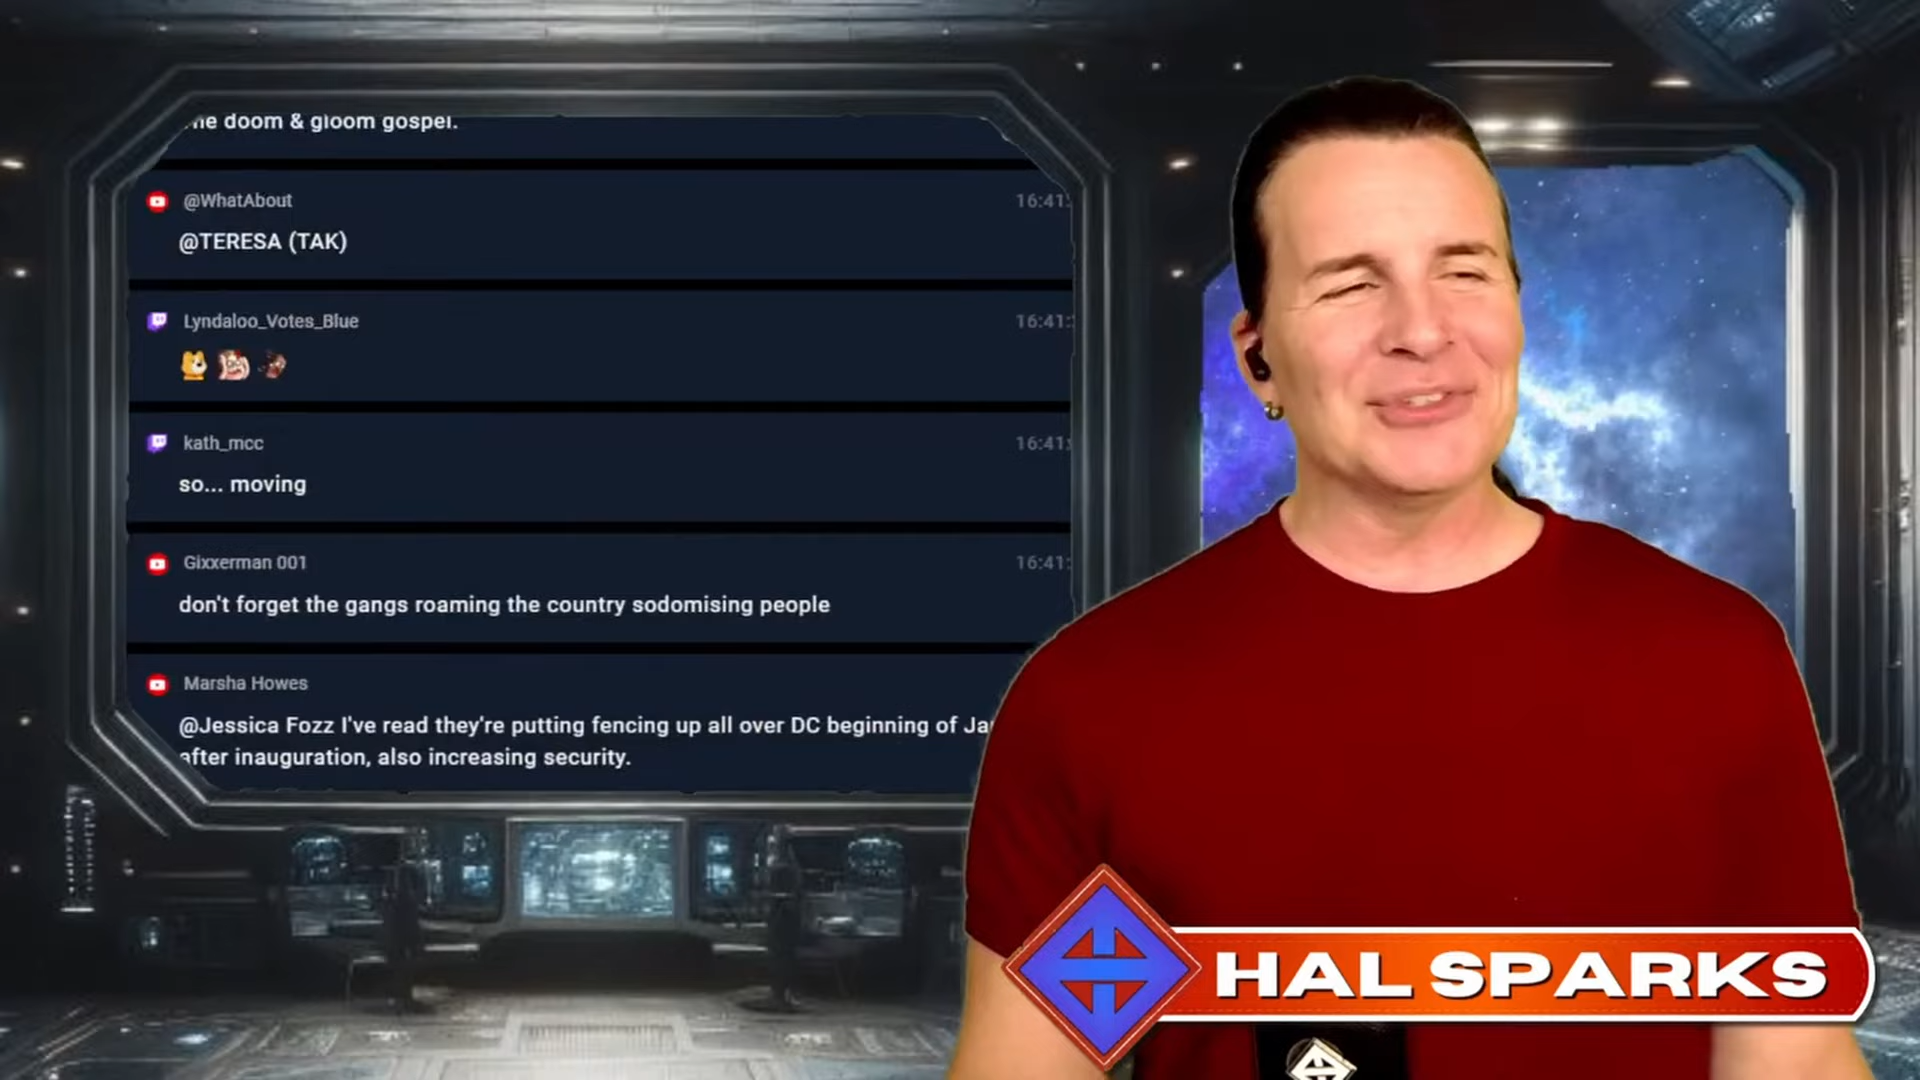 he doom & gloom gospel.
@WhatAbout
16:41:
@TERESA (TAK)
Lyndaloo_Votes_Blue
16:41:
kath_mcc
16:41:
so... moving
Gixxerman 001
16:41:
don't forget the gangs roaming the country sodomising people
Marsha Howes
@Jessica Fozz I've read they're putting fencing up all over DC beginning of Ja
after inauguration, also increasing security.
HAL SPARKS